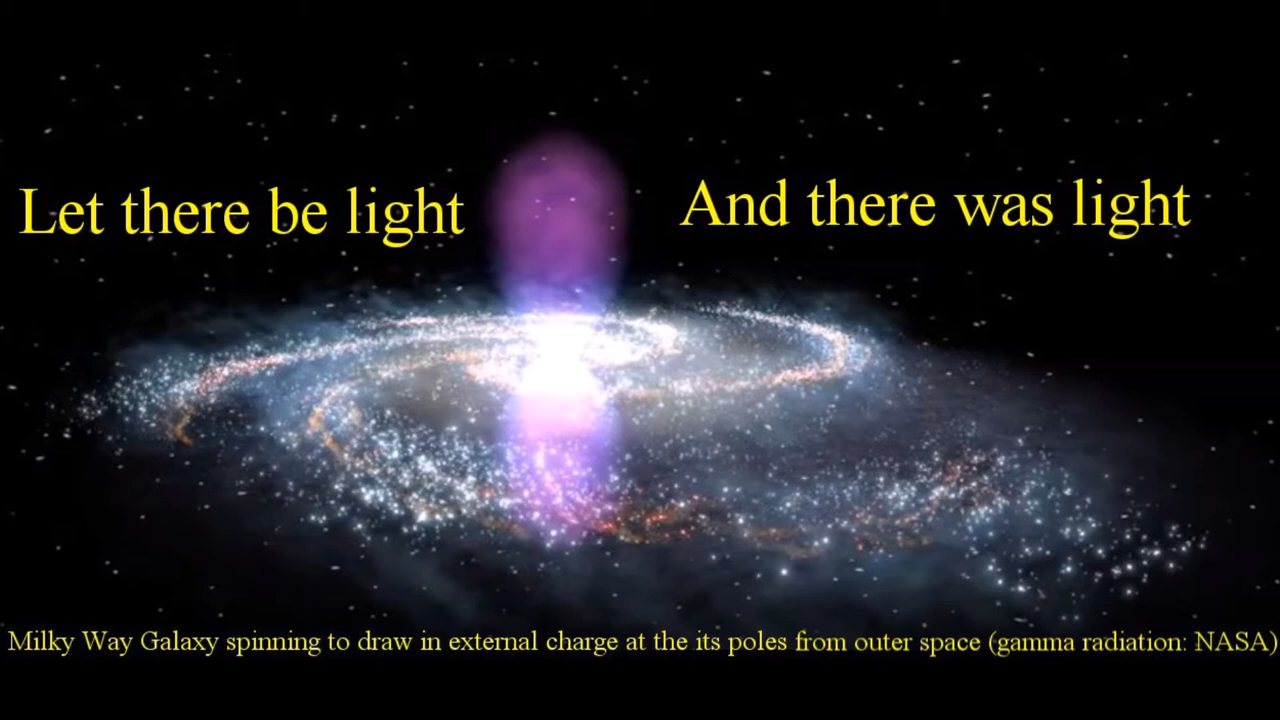 Let there be light
And there was light
Milky Way Galaxy spinning to draw in external charge at the its poles from outer space (gamma radiation: NASA)